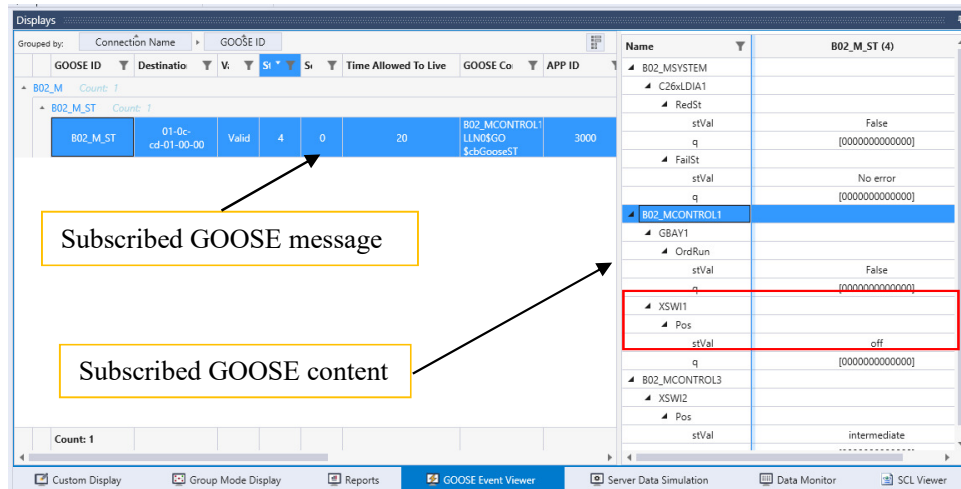 Displays
Grouped by: Connection Name GOOSE ID
GOOSE ID Destinatio V: St Si Time Allowed To Live GOOSE Co: APP ID
B02_M Count: 1
B02_M_ST Count: 1
B02_M_ST 01-0c-cd-01-00-00 Valid 4 0 20 B02_MCONTROL1 LLN0$GO $cbGooseST 3000
Subscribed GOOSE message
Subscribed GOOSE content
Count: 1
Name B02_M_ST (4)
B02_MSYSTEM
C26xLDIA1
RedSt
stVal False
q [0000000000000]
FailSt
stVal No error
q [0000000000000]
B02_MCONTROL1
GBAY1
OrdRun
stVal False
q [0000000000000]
XSWI1
Pos
stVal off
q [0000000000000]
B02_MCONTROL3
XSWI2
Pos
stVal intermediate
Custom Display Group Mode Display Reports GOOSE Event Viewer Server Data Simulation Data Monitor SCL Viewer